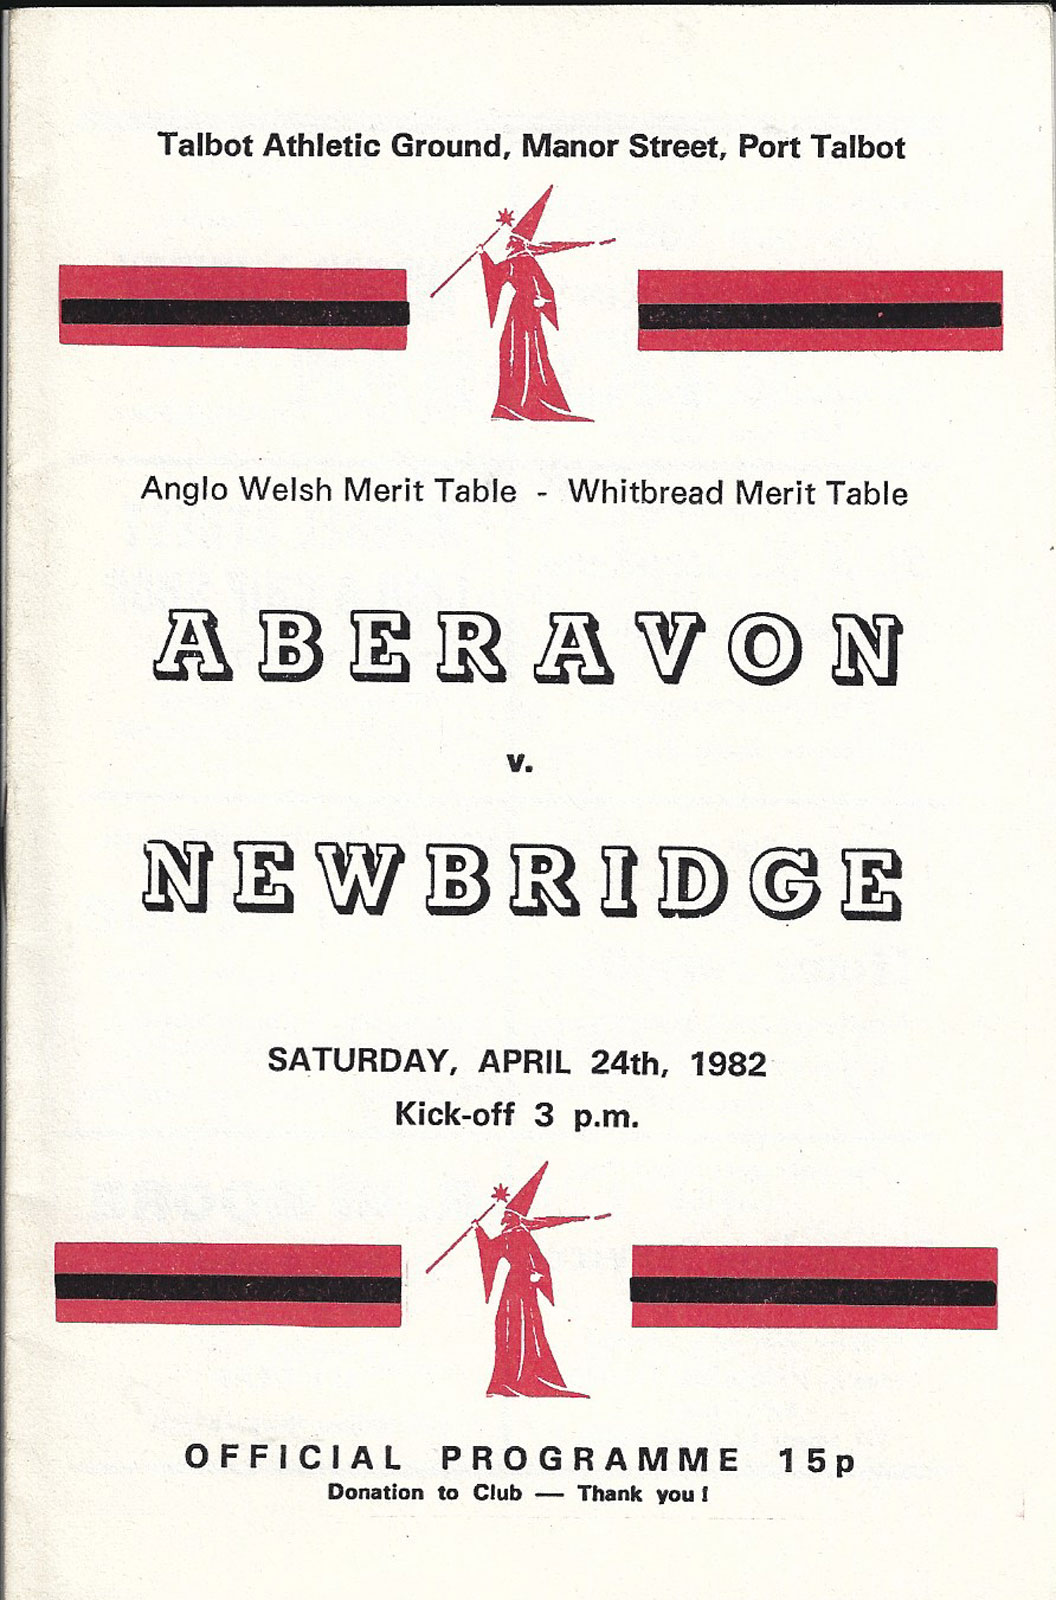 Talbot Athletic Ground, Manor Street, Port Talbot
Anglo Welsh Merit Table - Whitbread Merit Table
ABERAVON
v.
NEWBRIDGE
SATURDAY, APRIL 24th, 1982
Kick-off 3 p.m.
OFFICIAL PROGRAMME 15p
Donation to Club — Thank you !